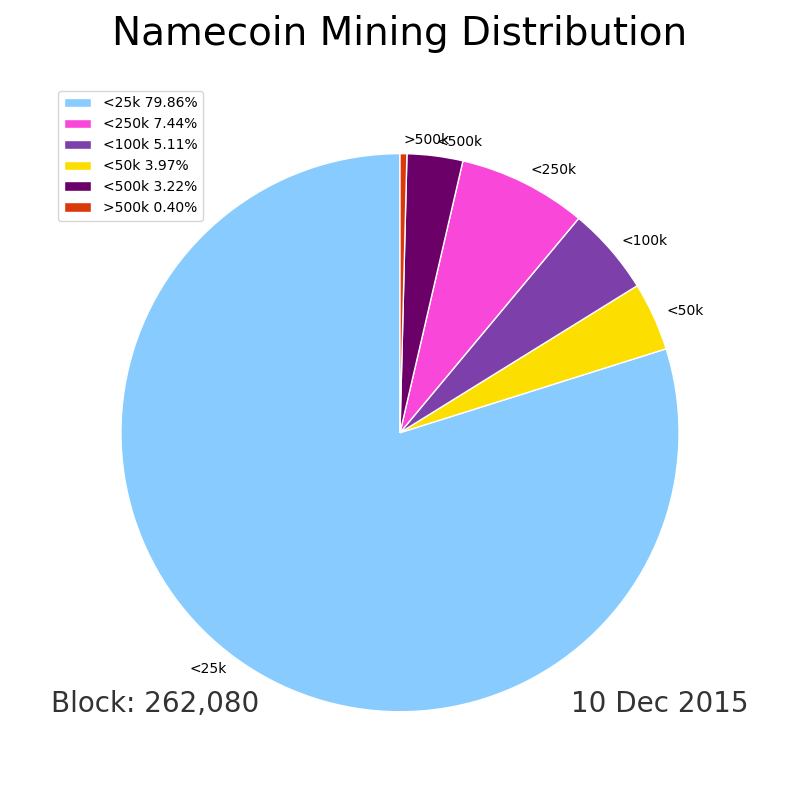 Namecoin Mining Distribution
<25k 79.86%
<250k 7.44%
<100k 5.11%
<50k 3.97%
<500k 3.22%
>500k 0.40%
>500k
<500k
<250k
<100k
<50k
<25k
Block: 262,080
10 Dec 2015